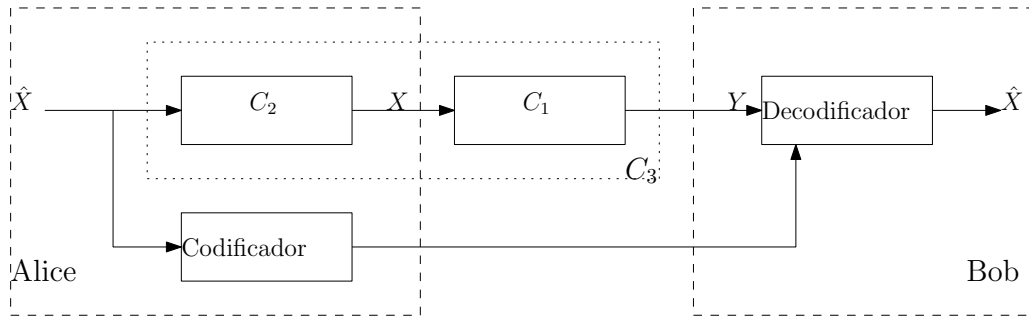 X̂ C₂ X C₁ Y Decodificador X̂
C₃
Codificador
Alice Bob